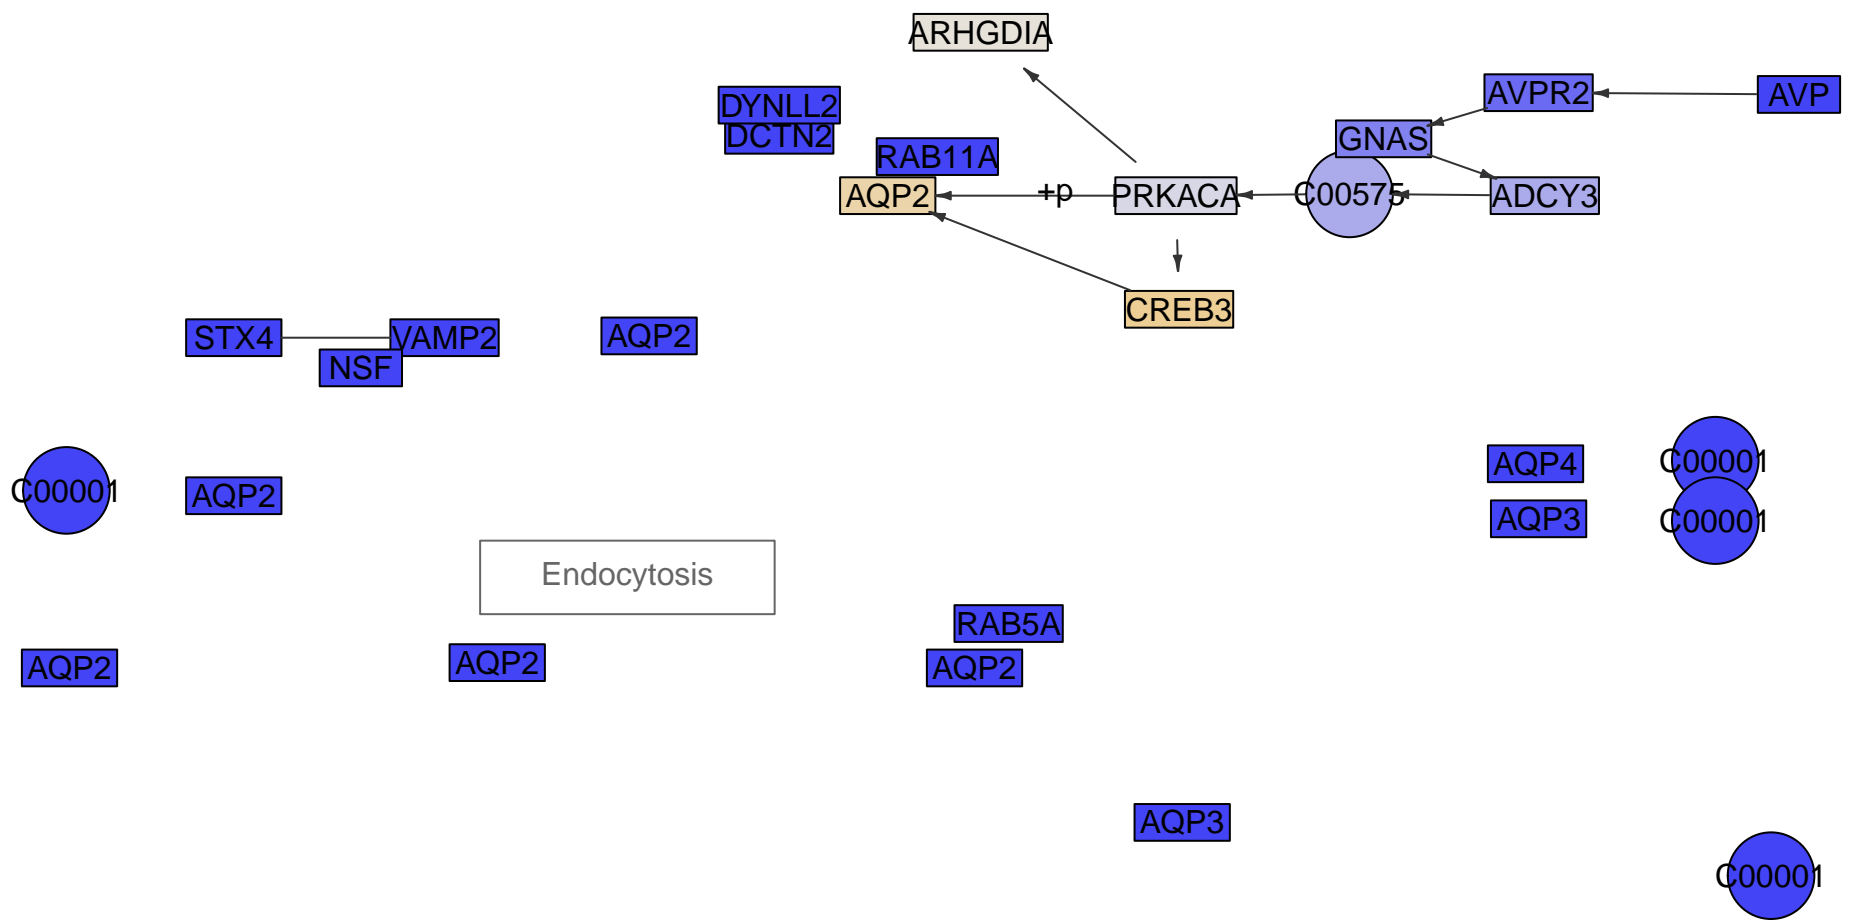 ARHGDIA
DYNLL2
AVPR2
AVP
DCTN2
GNAS
RAB11A
AQP2
+p
PRKACA
C00575
ADCY3
CREB3
STX4
VAMP2
AQP2
NSF
C00001
AQP4
C00001
AQP2
AQP3
C00001
Endocytosis
RAB5A
AQP2
AQP2
AQP2
AQP3
C00001